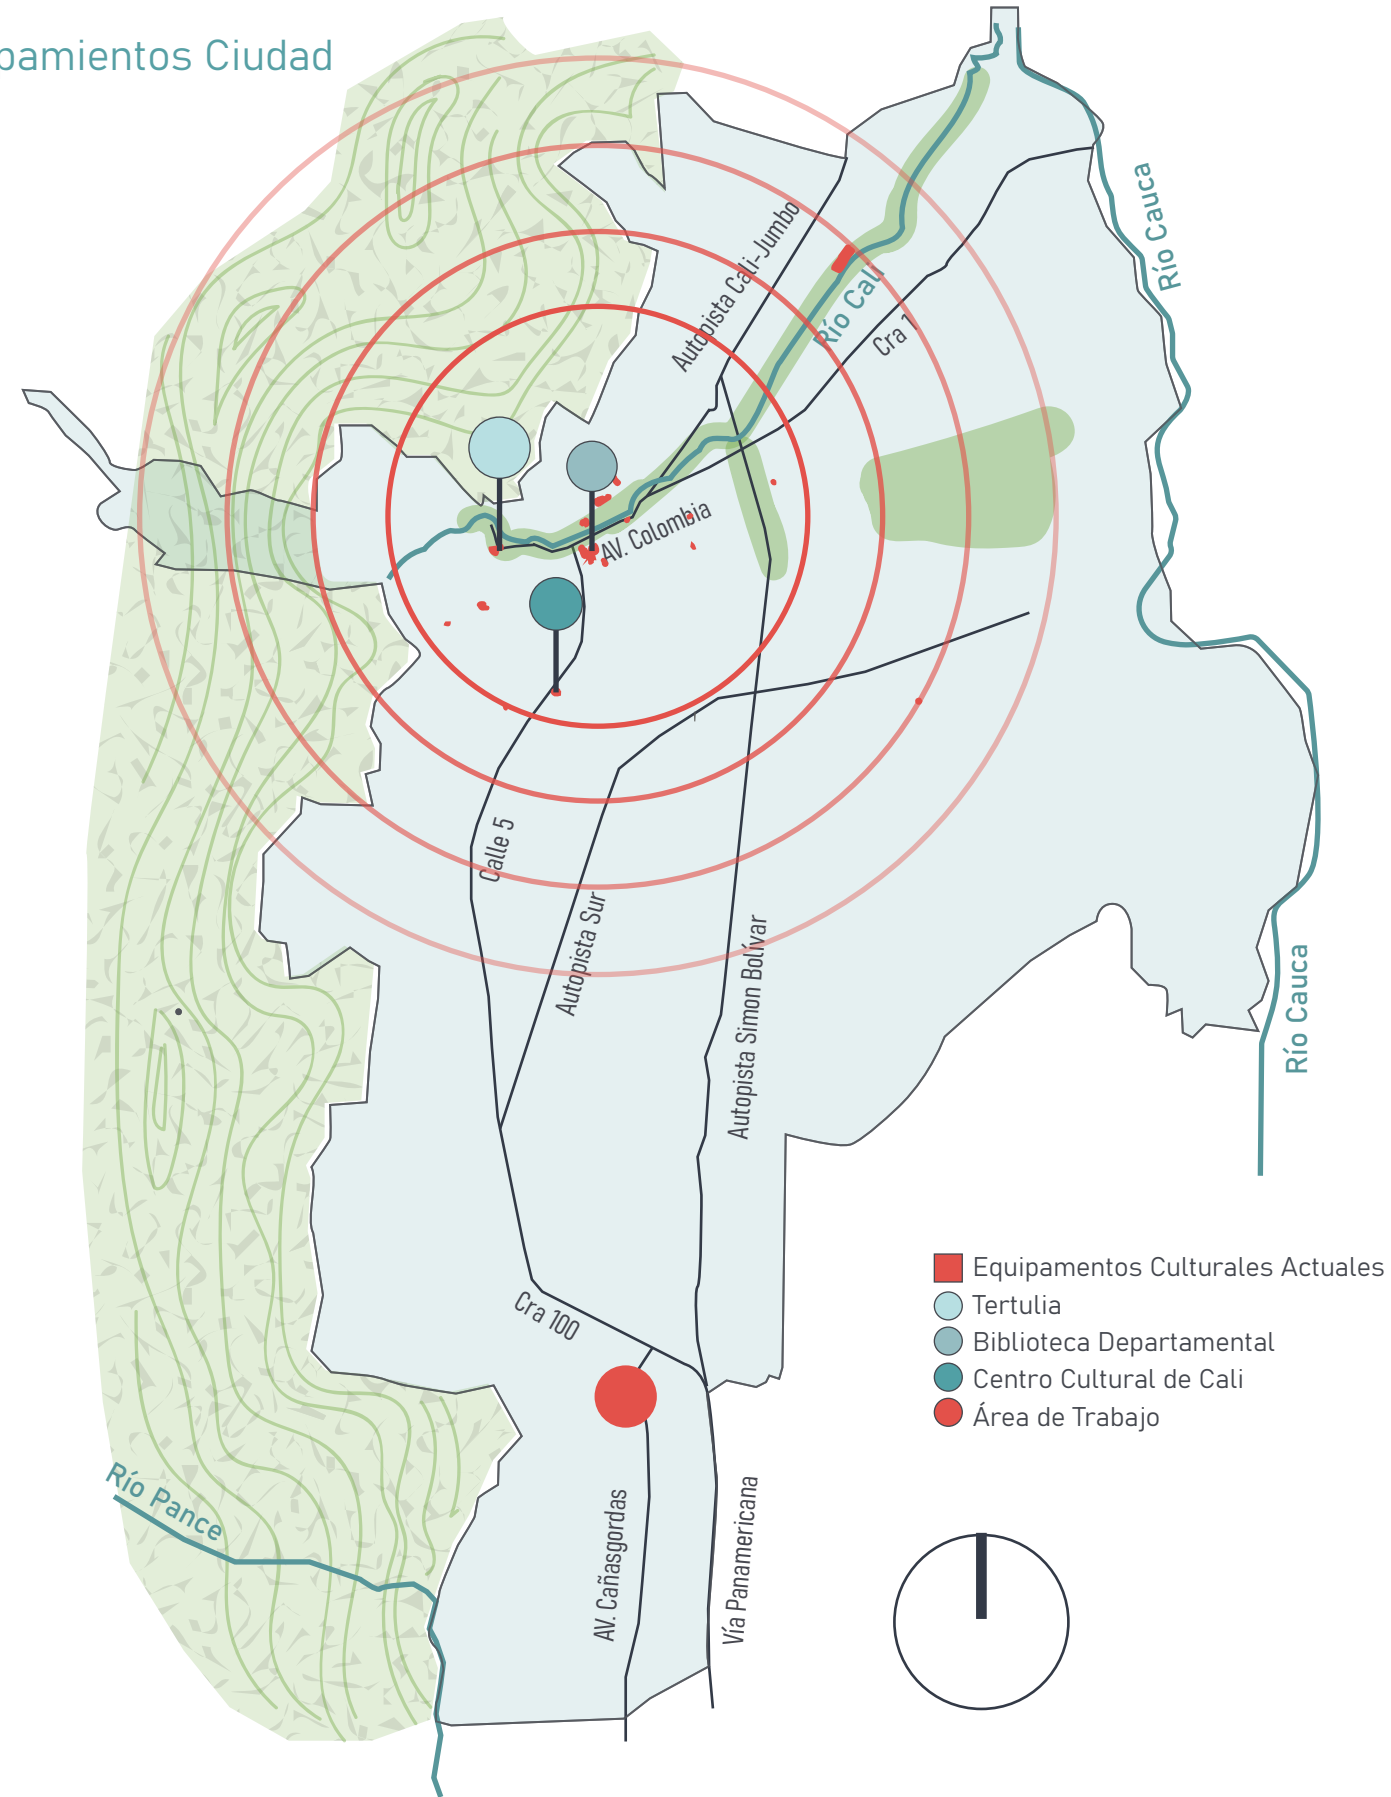 pamientos Ciudad
Autopista Cali-Jumbo
Río Cauca
Río Cali
Cra 1
AV. Colombia
Calle 5
Autopista Sur
Autopista Simon Bolívar
Río Cauca
Cra 100
Equipamentos Culturales Actuales
Tertulia
Biblioteca Departamental
Centro Cultural de Cali
Área de Trabajo
Río Pance
AV. Cañasgordas
Vía Panamericana